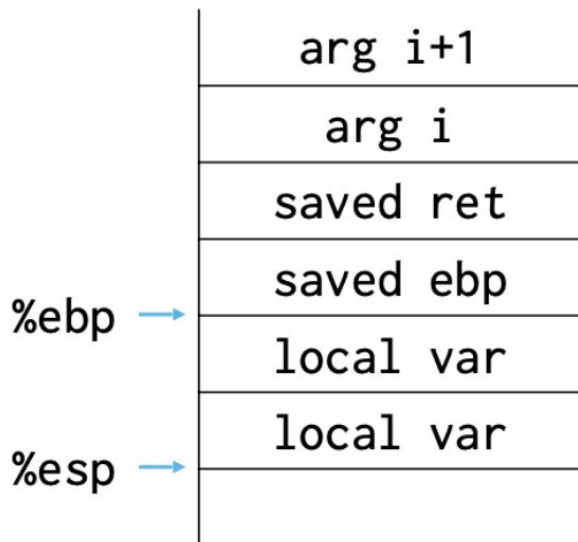 arg i+1
arg i
saved ret
saved ebp
%ebp
local var
local var
%esp